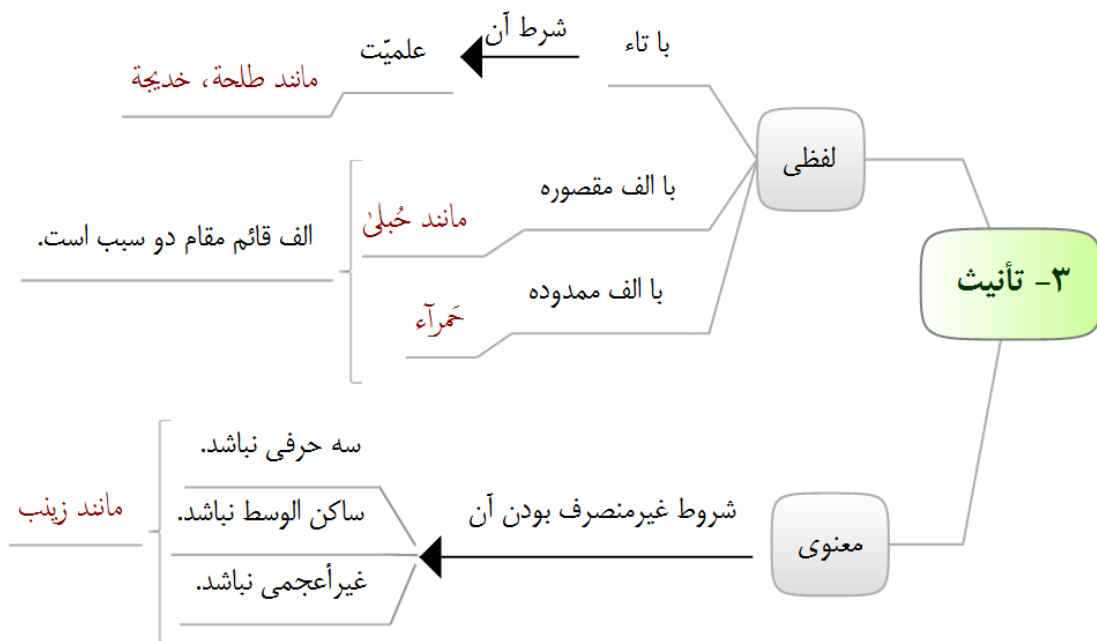 ۳- تأنیث
لفظی
با تاء
شرط آن
علمیّت
مانند طلحة، خدیجة
با الف مقصوره
مانند حُبلیٰ
با الف ممدوده
حَمرآء
الف قائم مقام دو سبب است.
معنوی
شروط غیرمنصرف بودن آن
سه حرفی نباشد.
ساکن الوسط نباشد.
غیرأعجمی نباشد.
مانند زینب